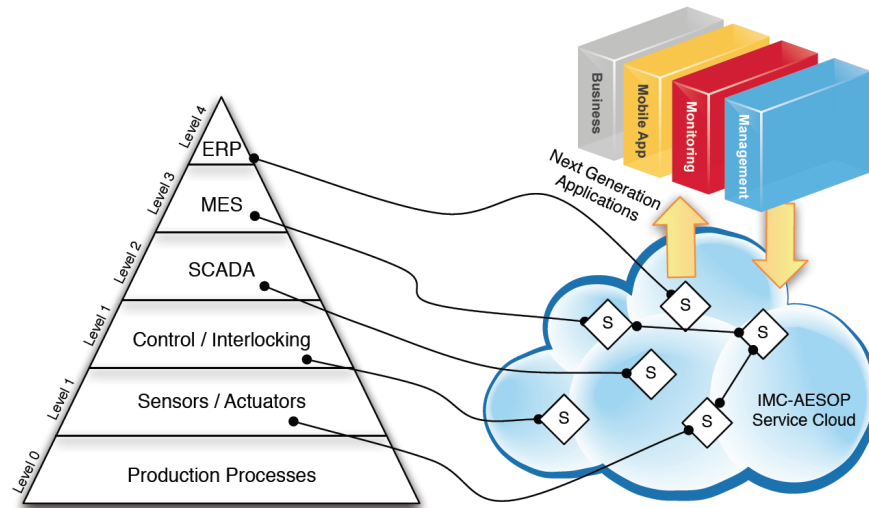 Level 4
ERP
Level 3
MES
Level 2
SCADA
Level 1
Control / Interlocking
Level 1
Sensors / Actuators
Level 0
Production Processes
Business
Mobile App
Monitoring
Management
Next Generation
Applications
S
S
S
S
S
S
IMC-AESOP
Service Cloud